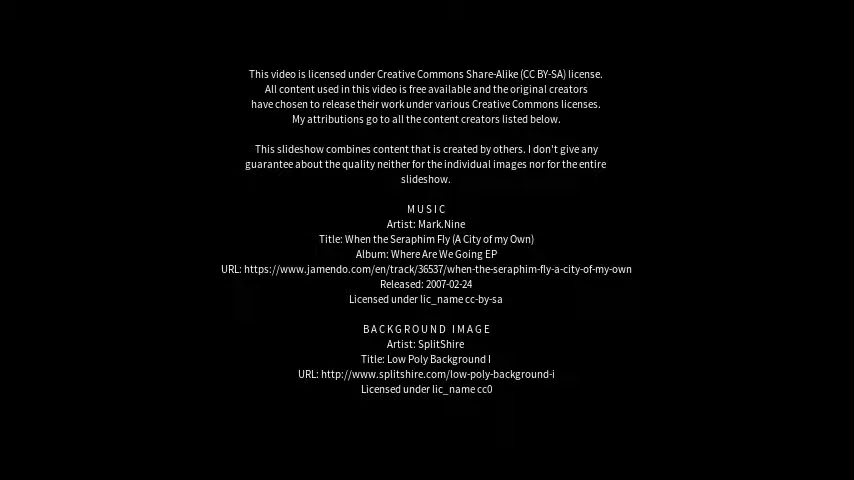 This video is licensed under Creative Commons Share-Alike (CC BY-SA) license.
All content used in this video is free available and the original creators
have chosen to release their work under various Creative Commons licenses.
My attributions go to all the content creators listed below.
This slideshow combines content that is created by others. I don't give any
guarantee about the quality neither for the individual images nor for the entire
slideshow.
MUSIC
Artist: Mark.Nine
Title: When the Seraphim Fly (A City of my Own)
Album: Where Are We Going EP
URL: https://www.jamendo.com/en/track/36537/when-the-seraphim-fly-a-city-of-my-own
Released: 2007-02-24
Licensed under lic_name cc-by-sa
BACKGROUND IMAGE
Artist: SplitShire
Title: Low Poly Background I
URL: http://www.splitshire.com/low-poly-background-i
Licensed under lic_name cc0